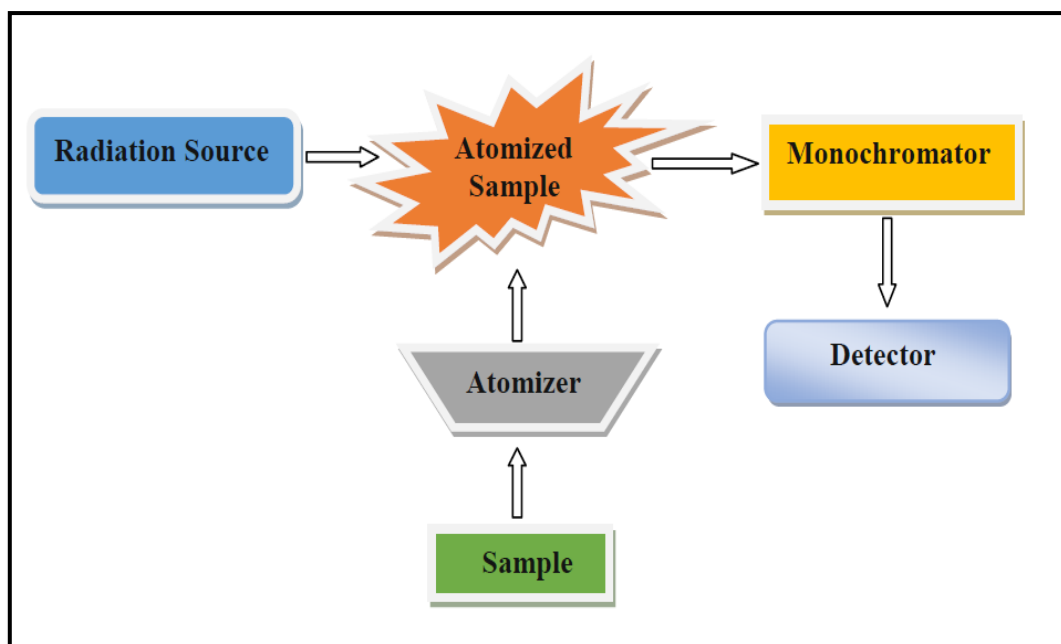 Radiation Source
Atomized
Sample
Monochromator
Detector
Atomizer
Sample